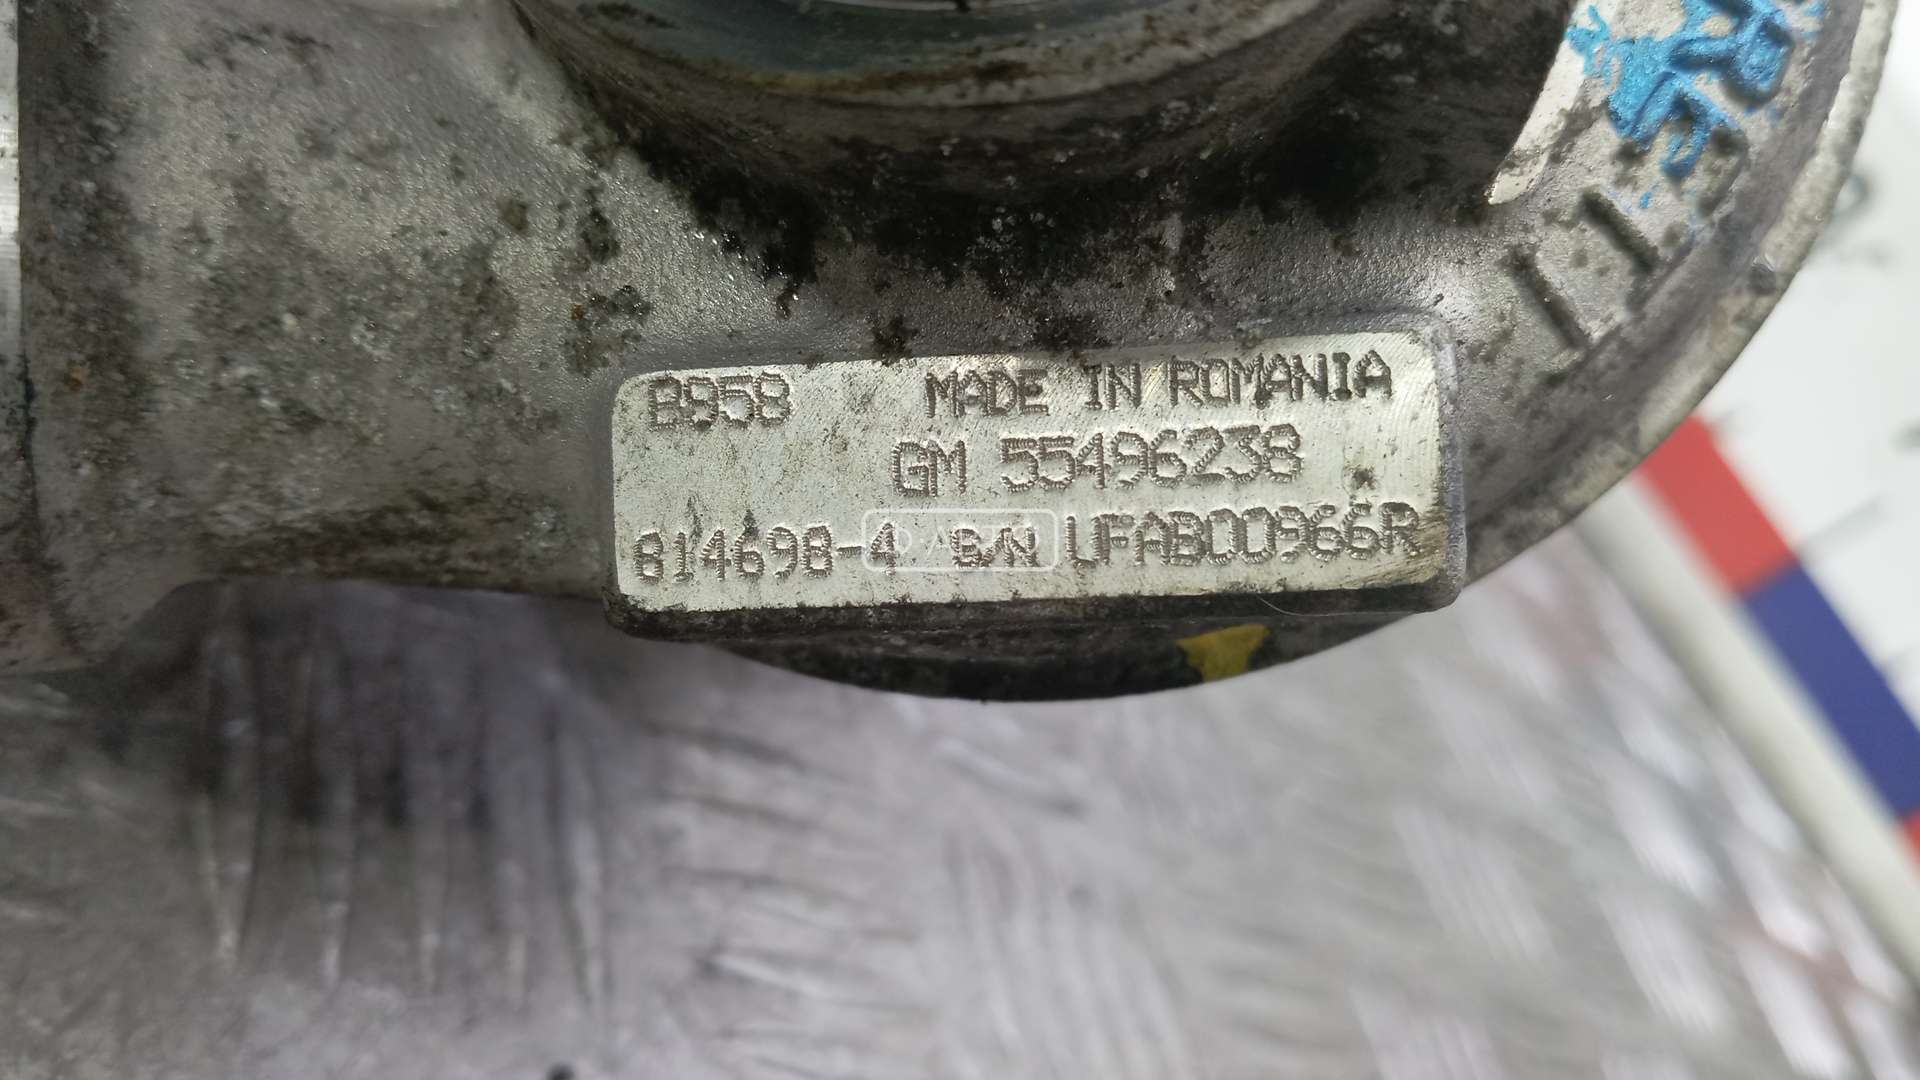 B958 MADE IN ROMANIA
GM 55496238
814698-4 S/N UFAB00966R